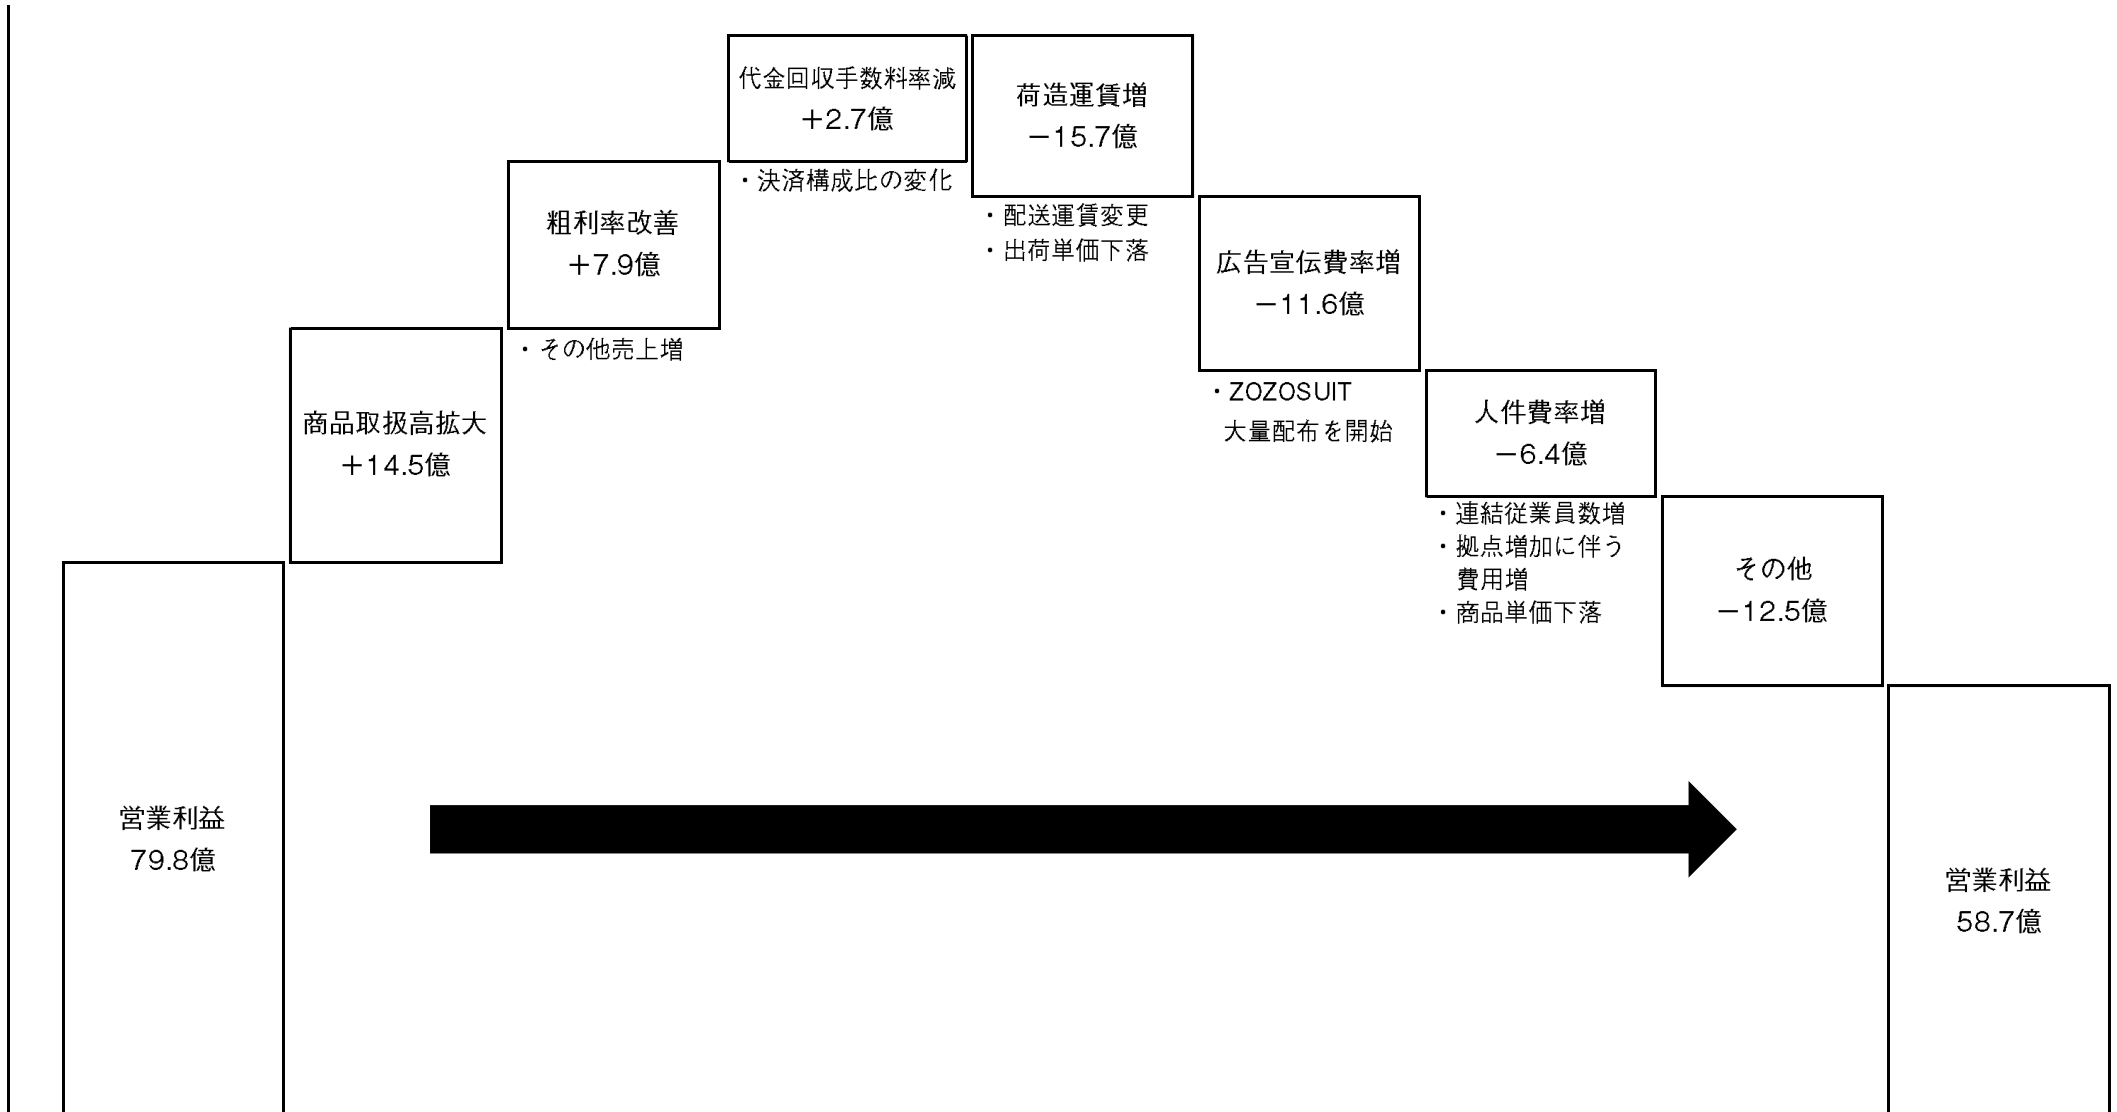 営業利益
79.8億
商品取扱高拡大
＋14.5億
粗利率改善
＋7.9億
・その他売上増
代金回収手数料率減
＋2.7億
・決済構成比の変化
荷造運賃増
－15.7億
・配送運賃変更
・出荷単価下落
広告宣伝費率増
－11.6億
・ZOZOSUIT
大量配布を開始
人件費率増
－6.4億
・連結従業員数増
・拠点増加に伴う
費用増
・商品単価下落
その他
－12.5億
営業利益
58.7億